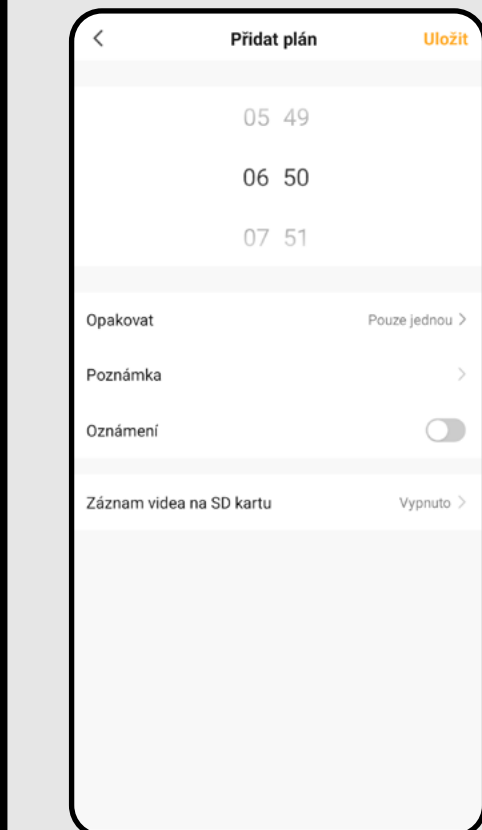 Přidat plán Uložit
05 49
06 50
07 51
Opakovat Pouze jednou
Poznámka
Oznámení
Záznam videa na SD kartu Vypnuto